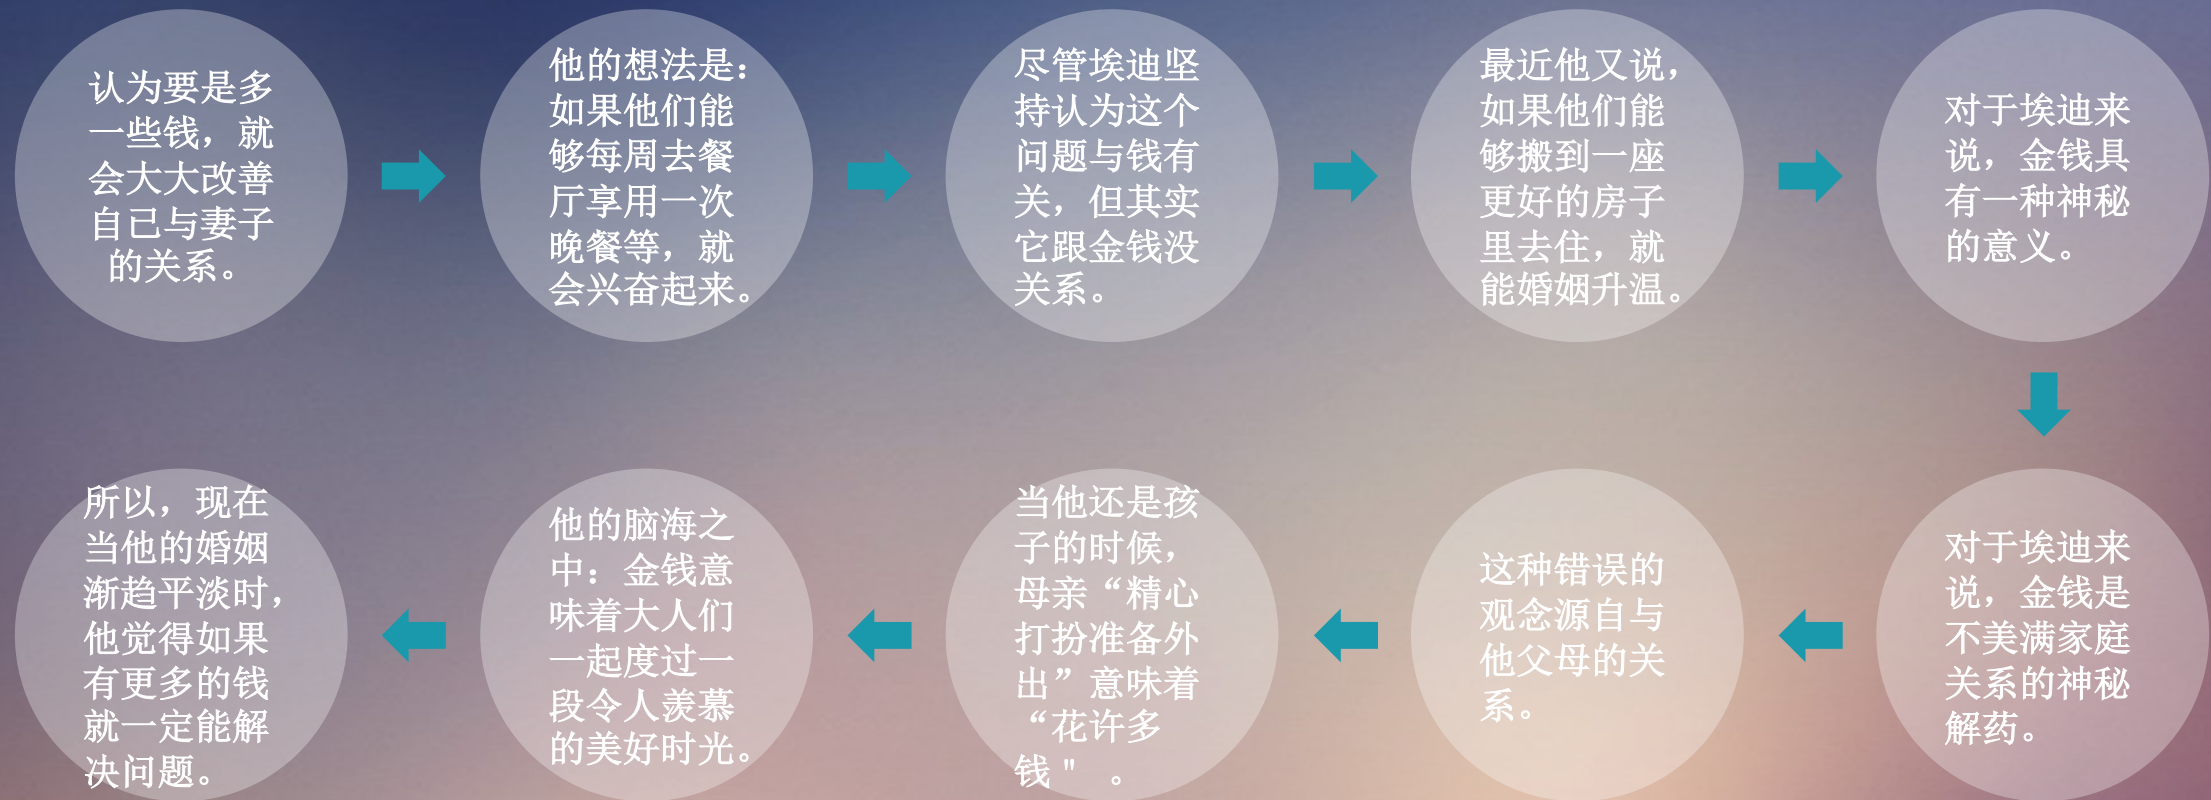 认为要是多
一些钱，就
会大大改善
自己与妻子
的关系。
他的想法是：
如果他们能
够每周去餐
厅享用一次
晚餐等，就
会兴奋起来。
尽管埃迪坚
持认为这个
问题与钱有
关，但其实
它跟金钱没
关系。
最近他又说，
如果他们能
够搬到一座
更好的房子
里去住，就
能婚姻升温。
对于埃迪来
说，金钱具
有一种神秘
的意义。
对于埃迪来
说，金钱是
不美满家庭
关系的神秘
解药。
这种错误的
观念源自与
他父母的关
系。
当他还是孩
子的时候，
母亲“精心
打扮准备外
出”意味着
“花许多
钱＂ 。
他的脑海之
中：金钱意
味着大人们
一起度过一
段令人羡慕
的美好时光。
所以，现在
当他的婚姻
渐趋平淡时，
他觉得如果
有更多的钱
就一定能解
决问题。